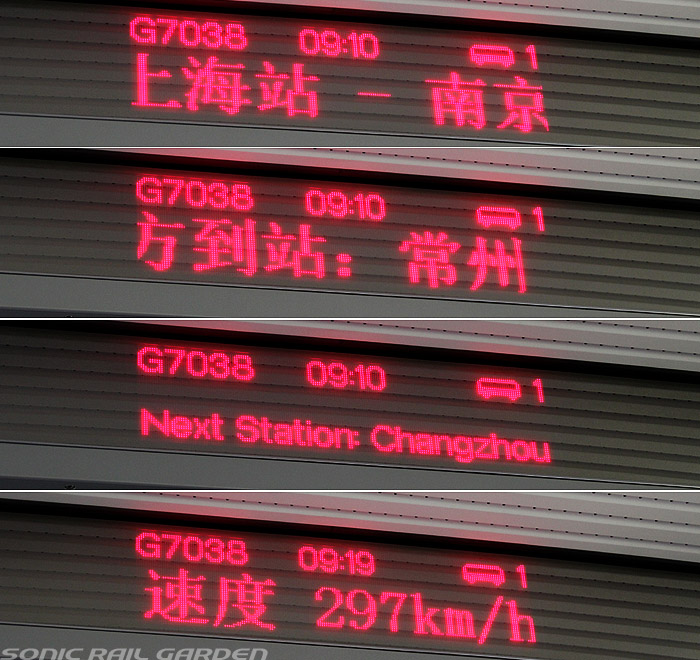 G7038 09:10 1
上海站 - 南京
G7038 09:10 1
方到站: 常州
G7038 09:10 1
Next Station: Changzhou
G7038 09:19 1
速度 297km/h
SONIC RAIL GARDEN